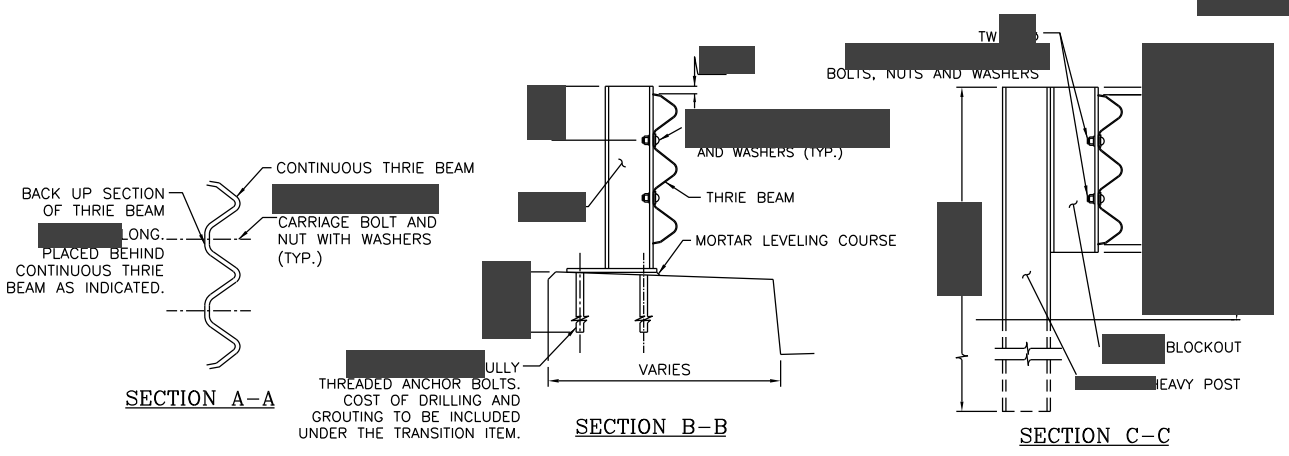 CONTINUOUS THRIE BEAM
BACK UP SECTION
OF THRIE BEAM
LONG.
PLACED BEHIND
CONTINUOUS THRIE
BEAM AS INDICATED.
CARRIAGE BOLT AND
NUT WITH WASHERS
(TYP.)
SECTION A-A
AND WASHERS (TYP.)
THRIE BEAM
MORTAR LEVELING COURSE
VARIES
THREADED ANCHOR BOLTS.
COST OF DRILLING AND
GROUTING TO BE INCLUDED
UNDER THE TRANSITION ITEM.
SECTION B-B
BOLTS, NUTS AND WASHERS
BLOCKOUT
HEAVY POST
SECTION C-C